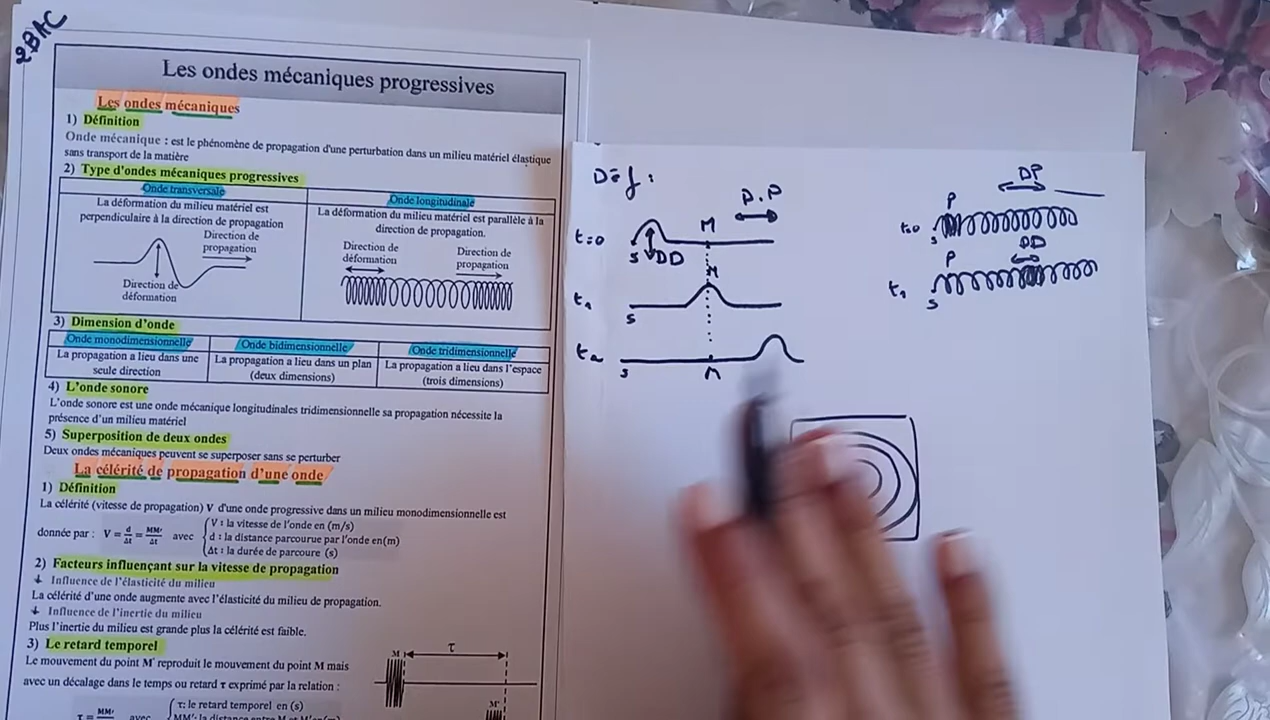 2BAC
Les ondes mécaniques progressives
Les ondes mécaniques
1) Définition
Onde mécanique : est le phénomène de propagation d'une perturbation dans un milieu matériel élastique
sans transport de la matière
2) Type d'ondes mécaniques progressives
Onde transversale
La déformation du milieu matériel est
perpendiculaire à la direction de propagation
Direction de
propagation
Direction de
déformation
Onde longitudinale
La déformation du milieu matériel est parallèle à la
direction de propagation.
Direction de
déformation
Direction de
propagation
3) Dimension d'onde
Onde monodimensionnelle
La propagation a lieu dans une
seule direction
Onde bidimensionnelle
La propagation a lieu dans un plan
(deux dimensions)
Onde tridimensionnelle
La propagation a lieu dans l'espace
(trois dimensions)
4) L'onde sonore
L'onde sonore est une onde mécanique longitudinales tridimensionnelle sa propagation nécessite la
présence d'un milieu matériel
5) Superposition de deux ondes
Deux ondes mécaniques peuvent se superposer sans se perturber
La célérité de propagation d'une onde
1) Définition
La célérité (vitesse de propagation) V d'une onde progressive dans un milieu monodimensionnelle est
donnée par : V = d/Δt = MM'/Δt avec
V : la vitesse de l'onde en (m/s)
d : la distance parcourue par l'onde en(m)
Δt : la durée de parcoure (s)
2) Facteurs influençant sur la vitesse de propagation
Influence de l'élasticité du milieu
La célérité d'une onde augmente avec l'élasticité du milieu de propagation.
Influence de l'inertie du milieu
Plus l'inertie du milieu est grande plus la célérité est faible.
3) Le retard temporel
Le mouvement du point M' reproduit le mouvement du point M mais
avec un décalage dans le temps ou retard τ exprimé par la relation :
τ = MM' avec
τ: le retard temporel en (s)
M
τ
M'
Déf :
D.P
t=0
M
S
DD
t1
M
S
t2
S
M
DP
P
t=0
S
DD
P
t1
S